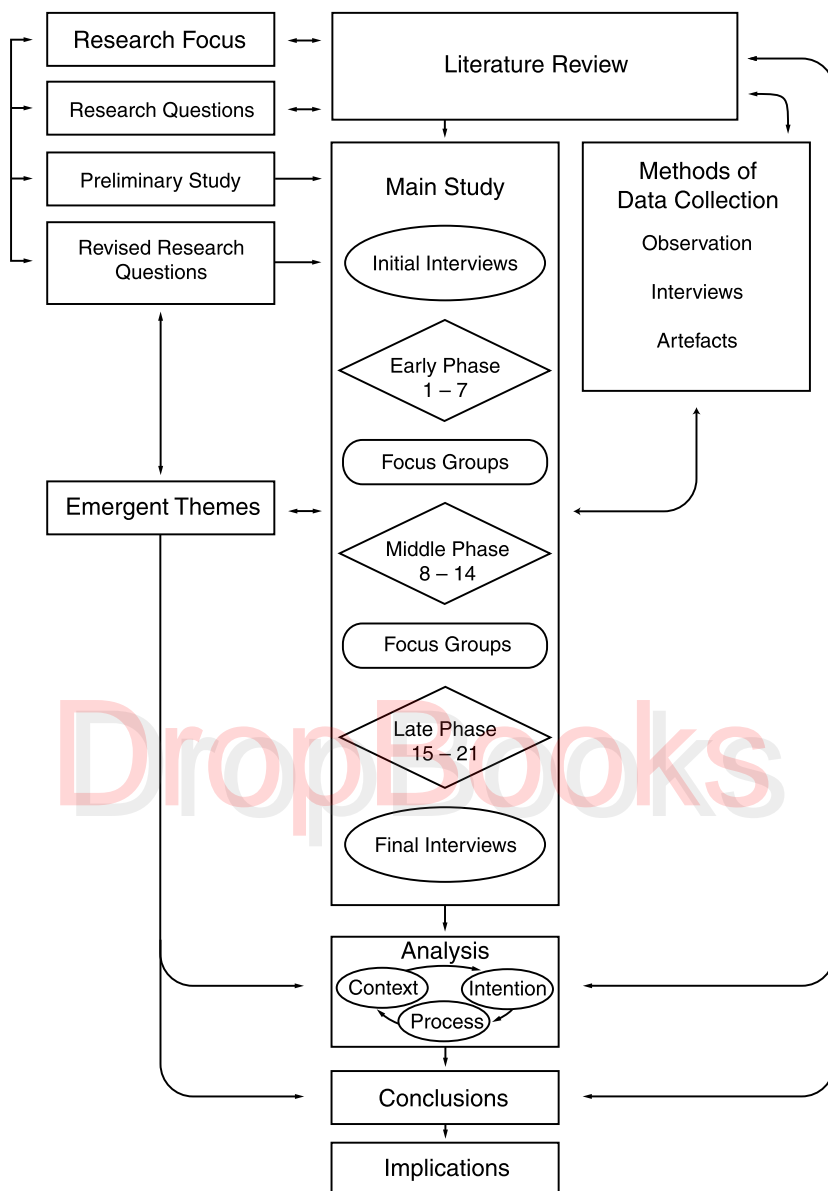 Research Focus
Literature Review
Research Questions
Preliminary Study
Revised Research
Questions
Main Study
Initial Interviews
Early Phase
1 – 7
Focus Groups
Middle Phase
8 – 14
Focus Groups
Late Phase
15 – 21
Final Interviews
Methods of
Data Collection
Observation
Interviews
Artefacts
Emergent Themes
DropBooks
Analysis
Context
Intention
Process
Conclusions
Implications